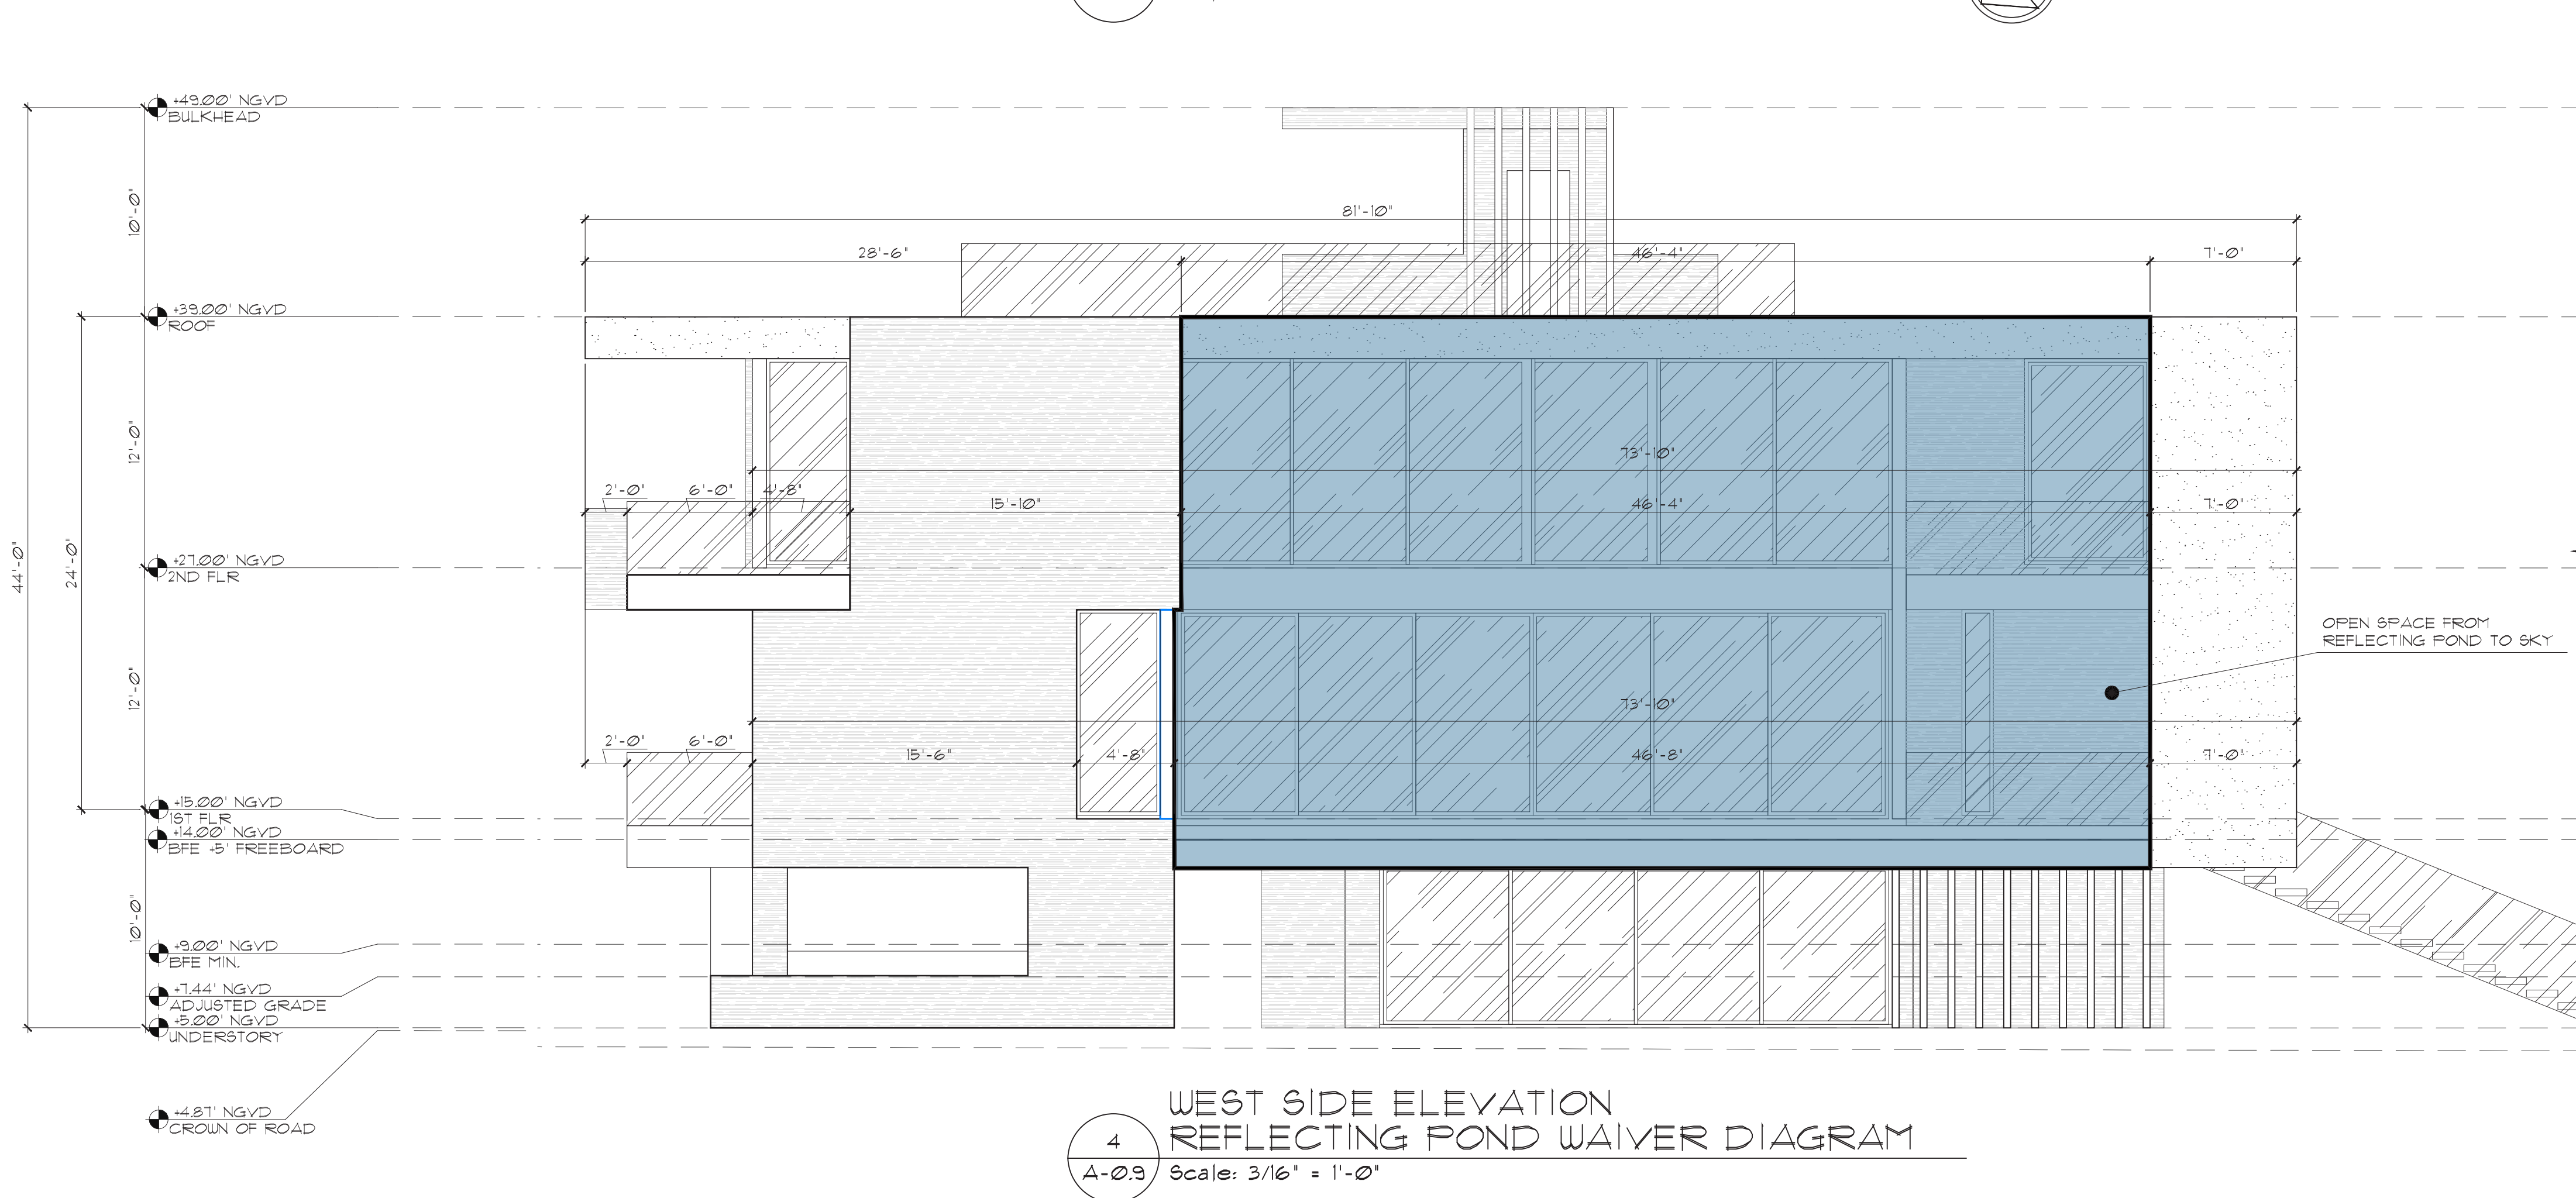 +49.00' NGVD
BULKHEAD
10'-0"
81'-10"
28'-6"
46'-4"
7'-0"
+39.00' NGVD
ROOF
12'-0"
73'-10"
2'-0"
6'-0"
4'-8"
15'-10"
46'-4"
7'-0"
44'-0"
24'-0"
+27.00' NGVD
2ND FLR
OPEN SPACE FROM
REFLECTING POND TO SKY
12'-0"
73'-10"
2'-0"
6'-0"
15'-6"
4'-8"
46'-8"
7'-0"
+15.00' NGVD
1ST FLR
+14.00' NGVD
BFE +5' FREEBOARD
10'-0"
+9.00' NGVD
BFE MIN.
+7.44' NGVD
ADJUSTED GRADE
+5.00' NGVD
UNDERSTORY
+4.87' NGVD
CROWN OF ROAD
WEST SIDE ELEVATION
4
REFLECTING POND WAIVER DIAGRAM
A-0.9
Scale: 3/16" = 1'-0"